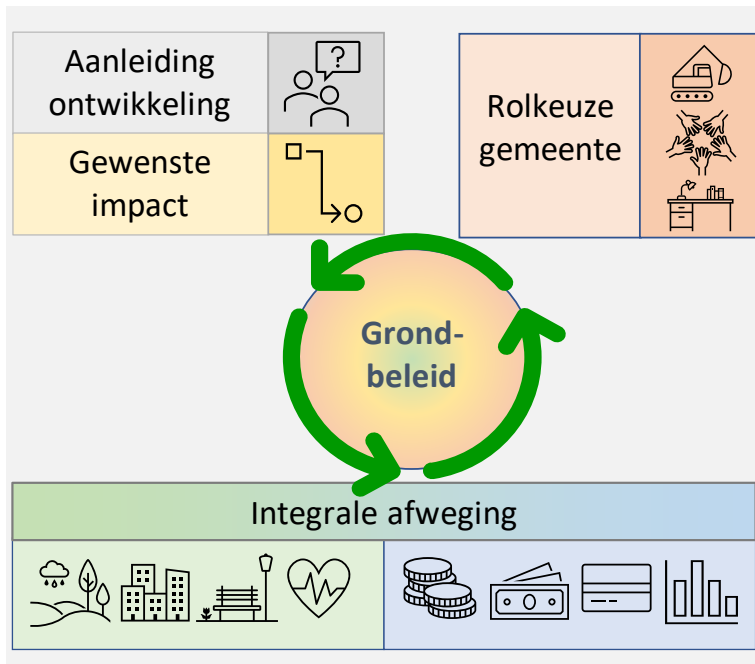 Aanleiding
ontwikkeling
?
Gewenste
impact
Rolkeuze
gemeente
Grond-
beleid
Integrale afweging